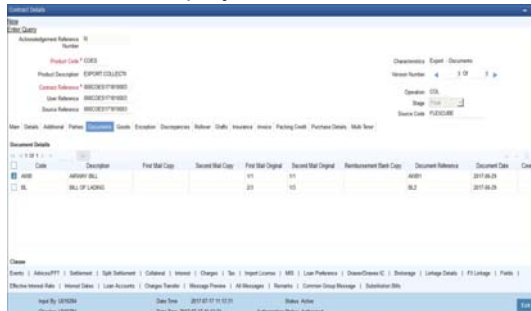 Contract Details
New
Enter Query
Acknowledgement Reference Number
Product Code * COES
Product Description EXPORT COLLECTI
Contract Reference *
User Reference
Source Reference
Characteristics Export Documents
Version Number 3 Of 3
Operation COL
Stage Final
Source Code FLEXCUBE
Main Details Additional Parties Documents Goods Exception Discrepancies Rollover Drafts Insurance Invoice Packing Credit Purchase Details Multi Tenor
Document Details
1 Of 1
Code Description First Mail Copy Second Mail Copy First Mail Original Second Mail Original Reimbursement Bank Copy Document Reference Document Date
AIRWAY BILL 1/1 1/1 AWB1 2017-06-29
BL BILL OF LADING 2/3 1/3 BL2 2017-06-29
Clause
Events | Advices/FFT | Settlement | Split Settlement | Collateral | Interest | Charges | Tax | Import License | MIS | Loan Preference | Drawer/Drawee IC | Brokerage | Linkage Details | FX Linkage | Fields |
Effective Interest Rate | Interest Dates | Loan Accounts | Charges Transfer | Message Preview | All Messages | Remarks | Common Group Message | Substitution Bills
Input By Date Time 2017-07-17 Status Active
Exit